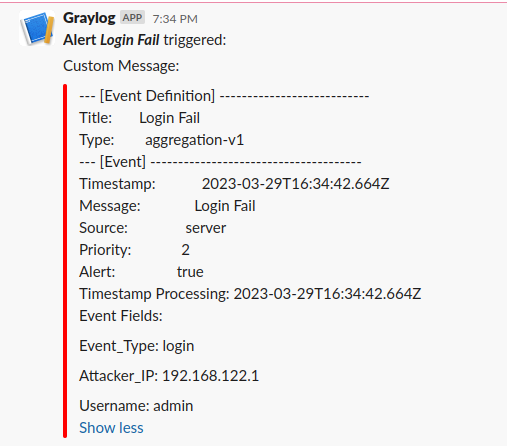 Graylog APP 7:34 PM
Alert Login Fail triggered:
Custom Message:
--- [Event Definition] ---------------------------
Title: Login Fail
Type: aggregation-v1
--- [Event] --------------------------------------
Timestamp: 2023-03-29T16:34:42.664Z
Message: Login Fail
Source: server
Priority: 2
Alert: true
Timestamp Processing: 2023-03-29T16:34:42.664Z
Event Fields:
Event_Type: login
Attacker_IP: 192.168.122.1
Username: admin
Show less